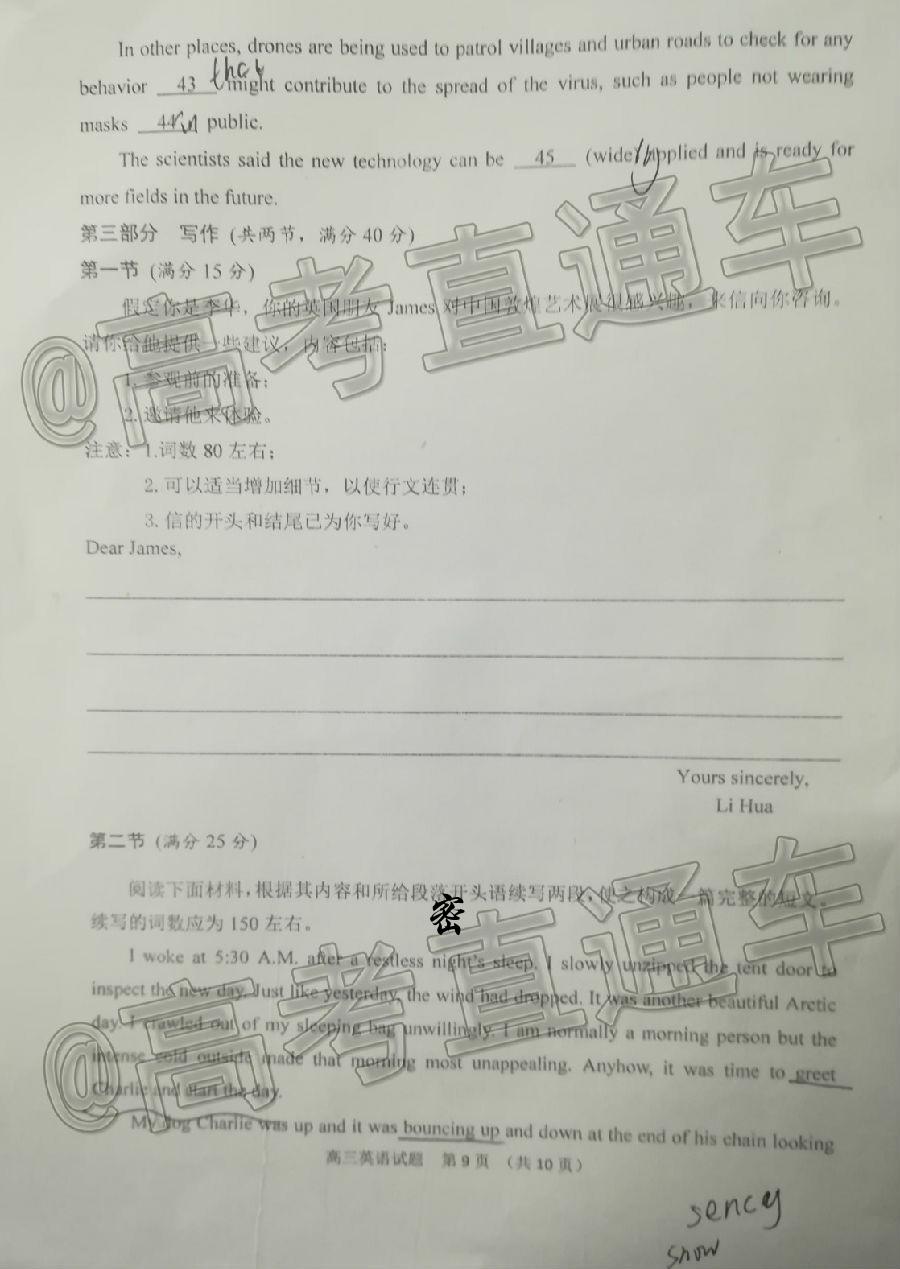 In other places, drones are being used to patrol villages and urban roads to check for any
behavior 43 that might contribute to the spread of the virus, such as people not wearing
masks 44 in public.
The scientists said the new technology can be 45 (wide) ly applied and is ready for
more fields in the future.
第三部分 写作 (共两节，满分 40 分)
第一节 (满分 15 分)
假定你是李华，你的英国朋友 James 对中国敦煌艺术展很感兴趣，来信向你咨询。
请你给他提供一些建议，内容包括：
1. 参观前的准备；
2. 邀请他来体验。
注意：1.词数 80 左右；
2. 可以适当增加细节，以使行文连贯；
3. 信的开头和结尾已为你写好。
Dear James,
Yours sincerely,
Li Hua
第二节 (满分 25 分)
阅读下面材料，根据其内容和所给段落开头语续写两段，使之构成一篇完整的短文。
续写的词数应为 150 左右。
密
I woke at 5:30 A.M. after a restless night's sleep. I slowly unzipped the tent door to
inspect the new day. Just like yesterday, the wind had dropped. It was another beautiful Arctic
day. I crawled out of my sleeping bag unwillingly. I am normally a morning person but the
intense cold outside made that morning most unappealing. Anyhow, it was time to greet
Charlie and start the day.
My dog Charlie was up and it was bouncing up and down at the end of his chain looking
高三英语试题 第 9 页 （共 10 页）
sency
snow
@高考直通车
@高考直通车